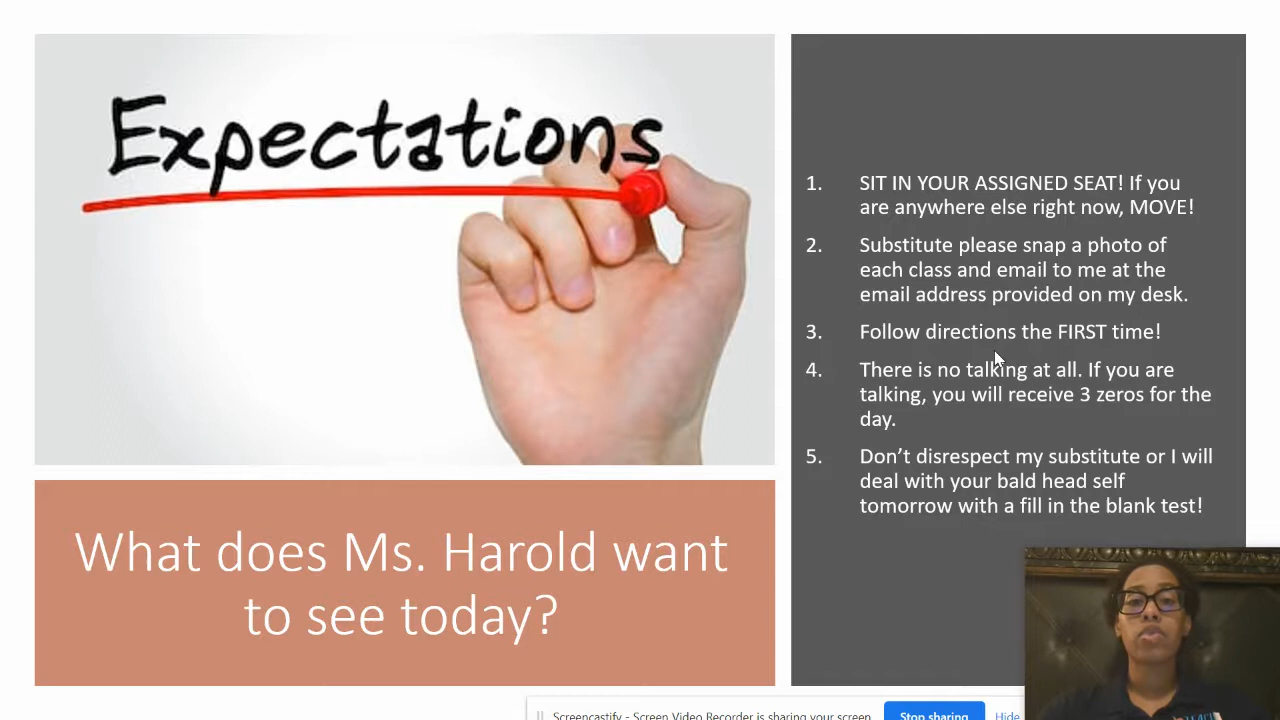 Expectations
What does Ms. Harold want
to see today?
1. SIT IN YOUR ASSIGNED SEAT! If you
are anywhere else right now, MOVE!
2. Substitute please snap a photo of
each class and email to me at the
email address provided on my desk.
3. Follow directions the FIRST time!
4. There is no talking at all. If you are
talking, you will receive 3 zeros for the
day.
5. Don’t disrespect my substitute or I will
deal with your bald head self
tomorrow with a fill in the blank test!
Screencastify - Screen Video Recorder is sharing your screen.
Stop sharing
Hide